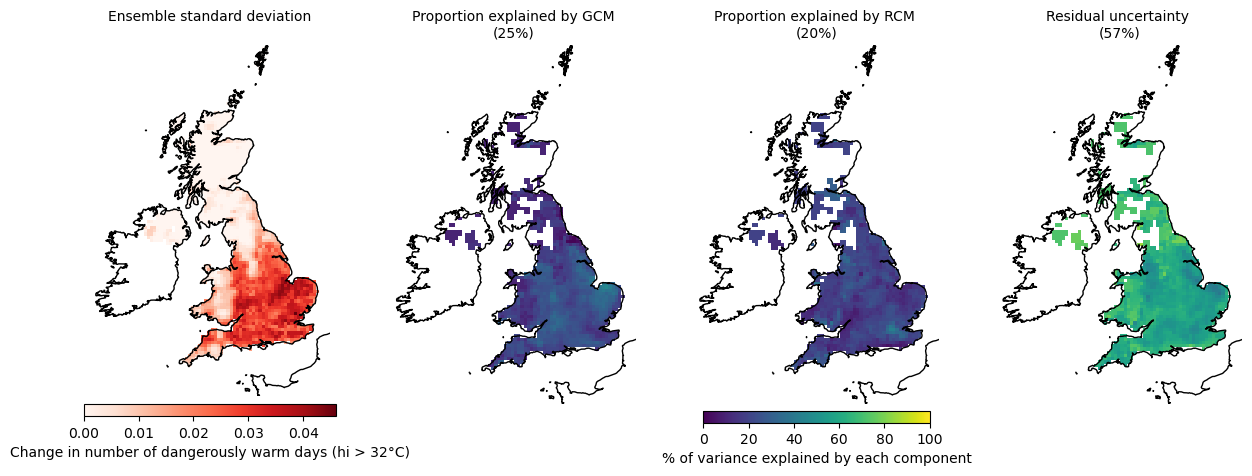 Ensemble standard deviation
Proportion explained by GCM
(25%)
Proportion explained by RCM
(20%)
Residual uncertainty
(57%)
0.00 0.01 0.02 0.03 0.04
Change in number of dangerously warm days (hi > 32°C)
0 20 40 60 80 100
% of variance explained by each component